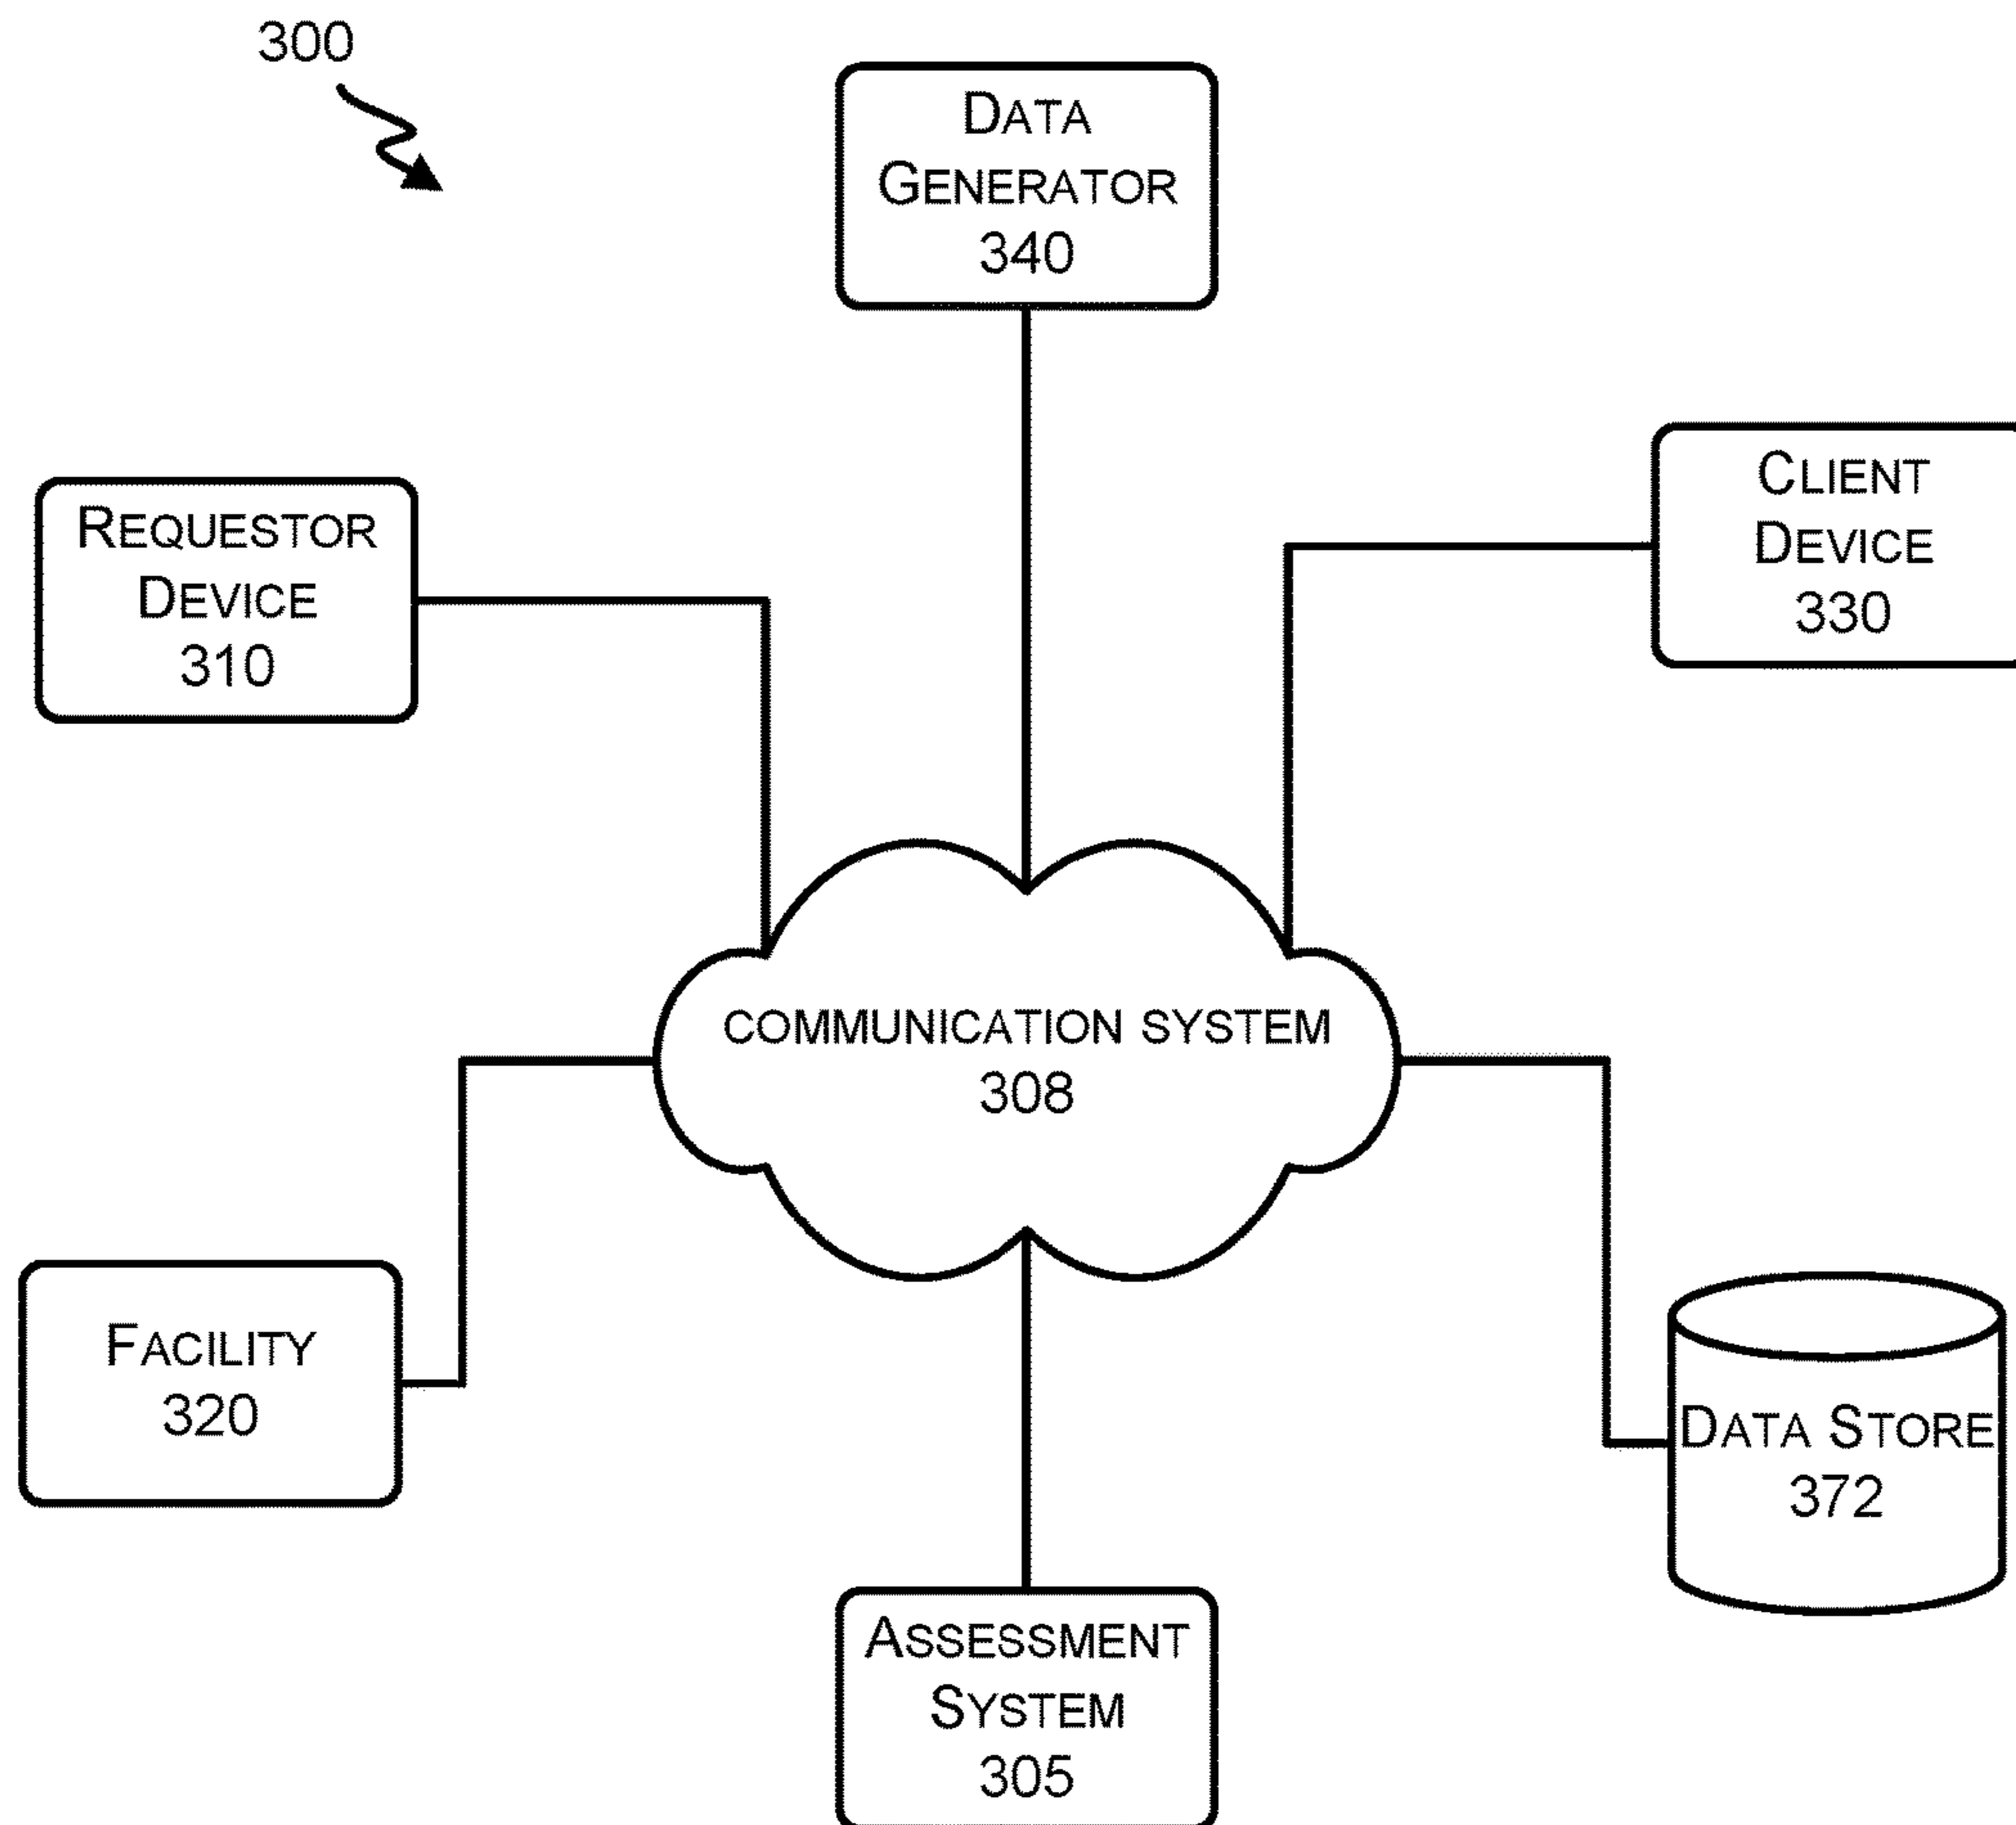 300
DATA
GENERATOR
340
CLIENT
DEVICE
330
REQUESTOR
DEVICE
310
COMMUNICATION SYSTEM
308
FACILITY
320
DATA STORE
372
ASSESSMENT
SYSTEM
305